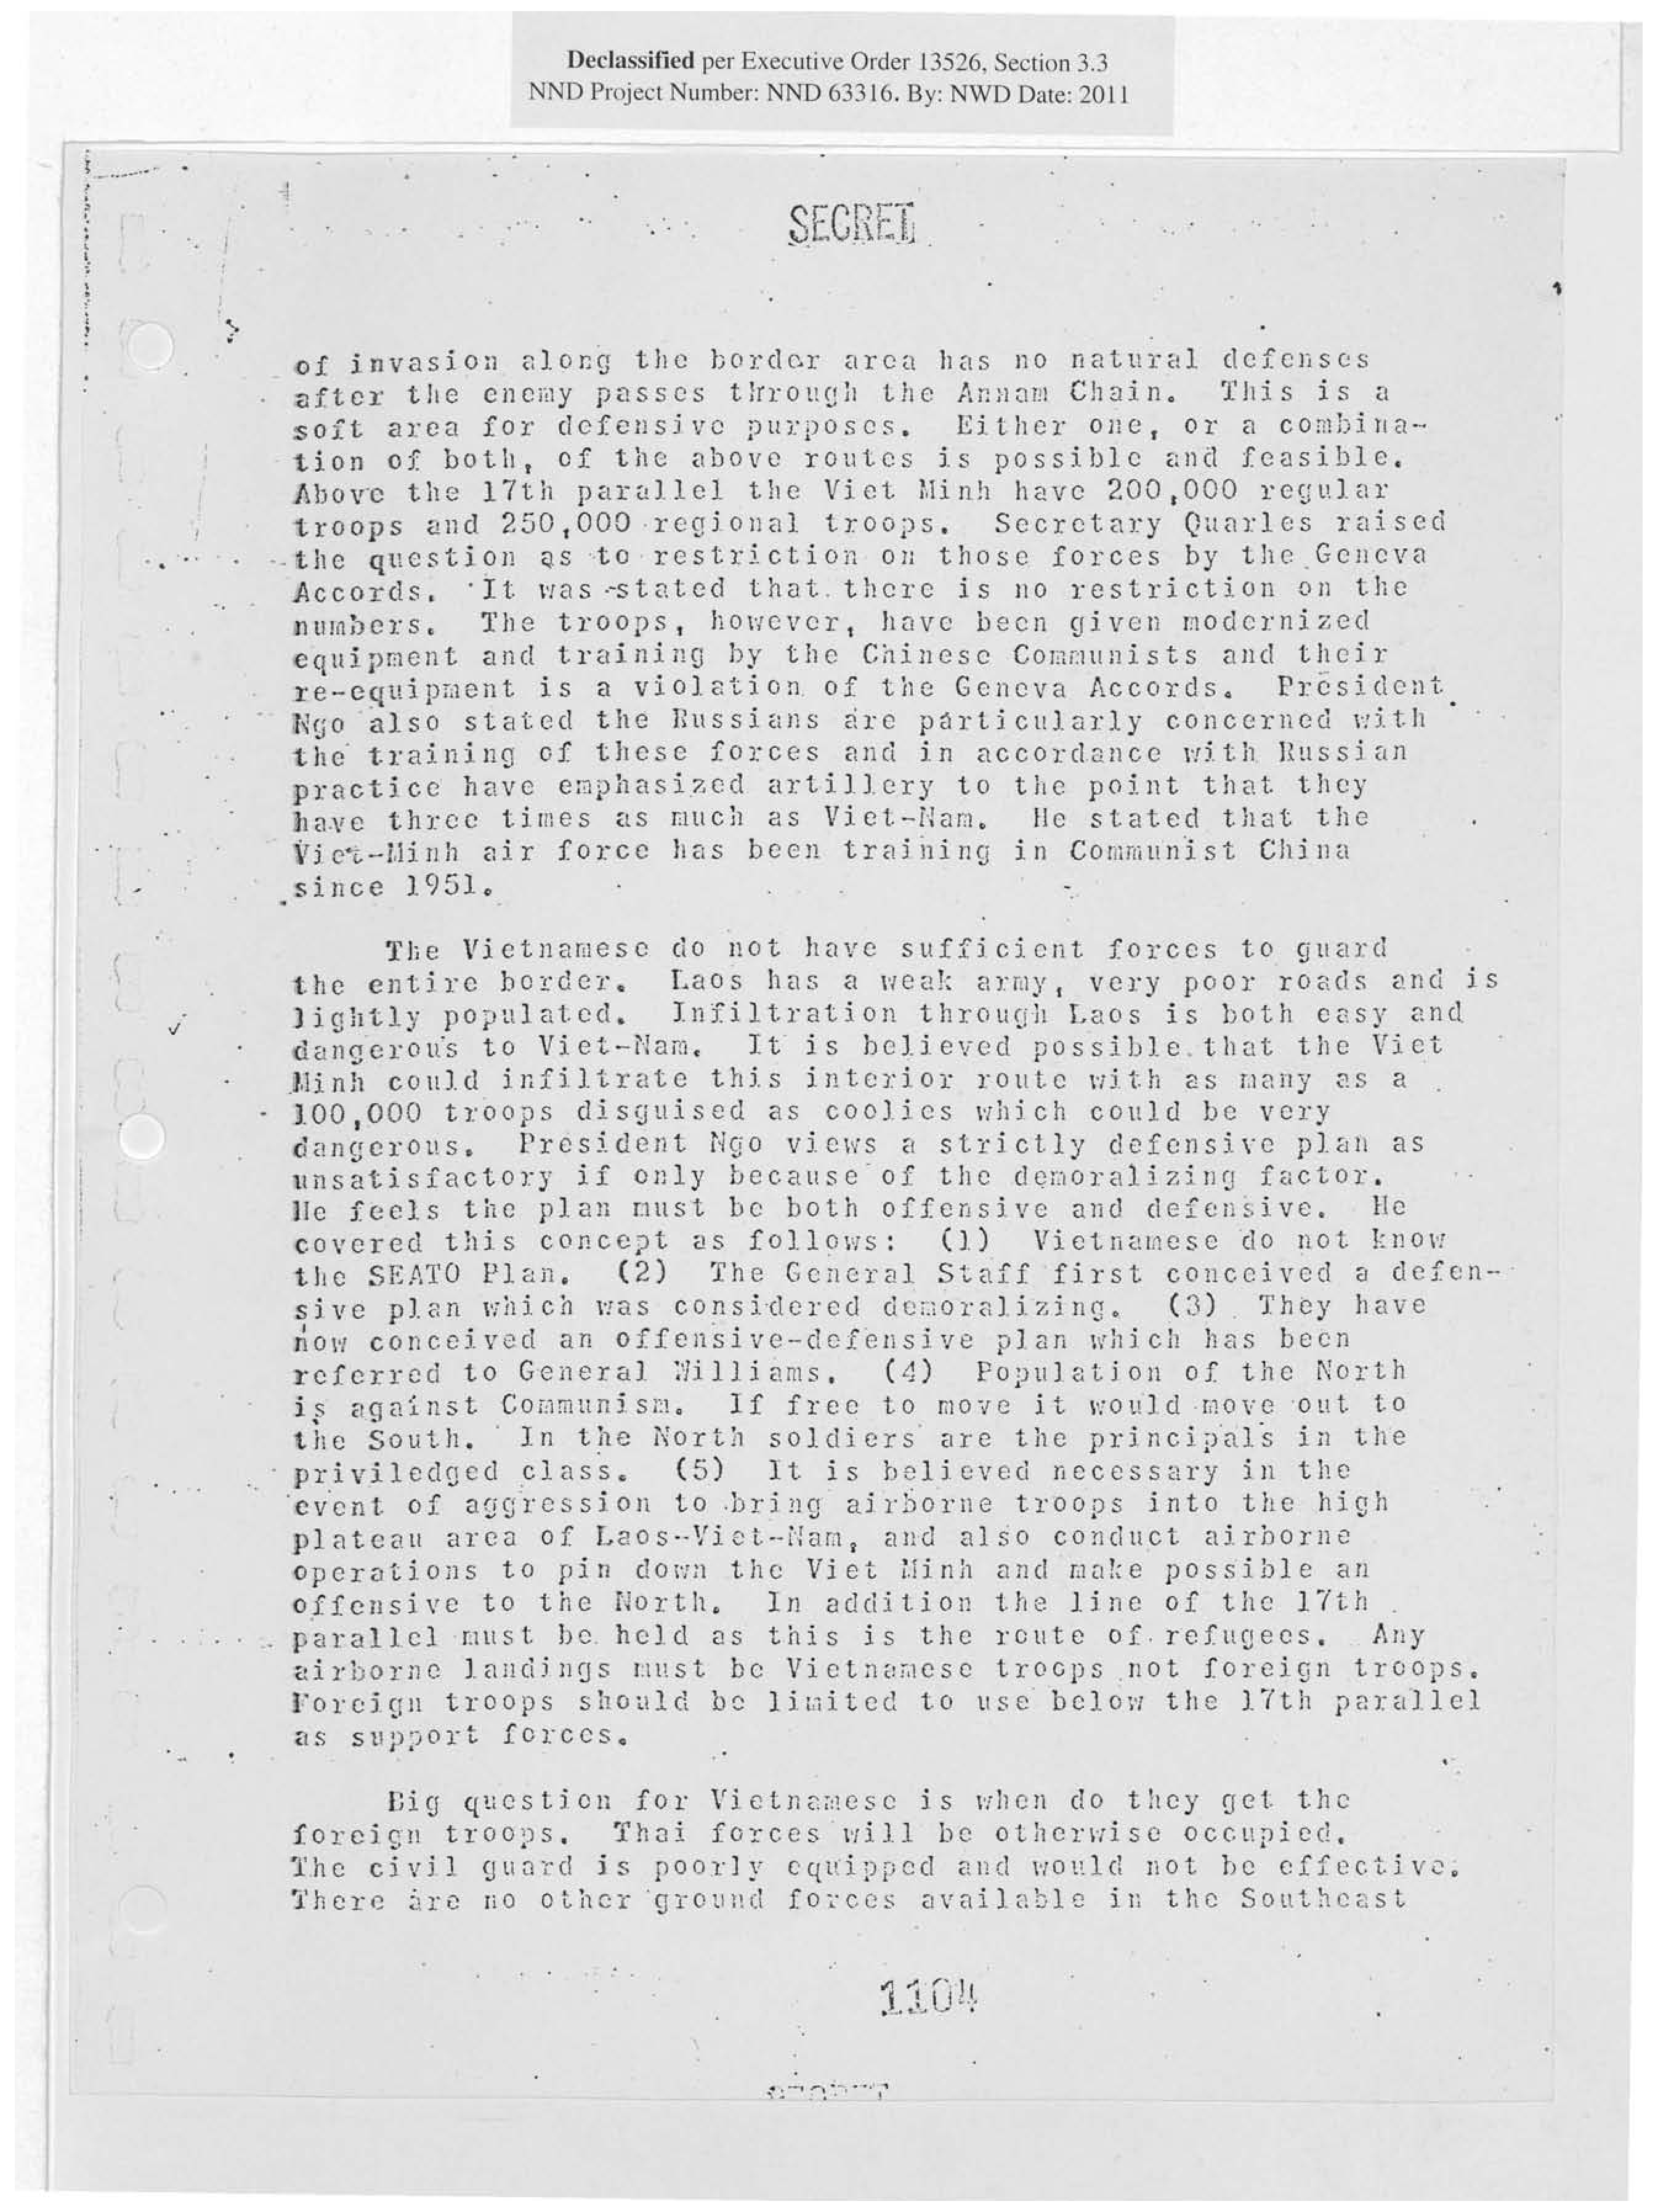 Declassified per Executive Order 13526, Section 3.3
NND Project Number: NND 63316. By: NWD Date: 2011
SECRET
of invasion along the border area has no natural defenses
after the enemy passes through the Annam Chain. This is a
soft area for defensive purposes. Either one, or a combina-
tion of both, of the above routes is possible and feasible.
Above the 17th parallel the Viet Minh have 200,000 regular
troops and 250,000 regional troops. Secretary Quarles raised
the question as to restriction on those forces by the Geneva
Accords. It was stated that there is no restriction on the
numbers. The troops, however, have been given modernized
equipment and training by the Chinese Communists and their
re-equipment is a violation of the Geneva Accords. President
Ngo also stated the Russians are particularly concerned with
the training of these forces and in accordance with Russian
practice have emphasized artillery to the point that they
have three times as much as Viet-Nam. He stated that the
Viet-Minh air force has been training in Communist China
since 1951.
The Vietnamese do not have sufficient forces to guard
the entire border. Laos has a weak army, very poor roads and is
lightly populated. Infiltration through Laos is both easy and
dangerous to Viet-Nam. It is believed possible that the Viet
Minh could infiltrate this interior route with as many as a
100,000 troops disguised as coolies which could be very
dangerous. President Ngo views a strictly defensive plan as
unsatisfactory if only because of the demoralizing factor.
He feels the plan must be both offensive and defensive. He
covered this concept as follows: (1) Vietnamese do not know
the SEATO Plan. (2) The General Staff first conceived a defen-
sive plan which was considered demoralizing. (3) They have
now conceived an offensive-defensive plan which has been
referred to General Williams. (4) Population of the North
is against Communism. If free to move it would move out to
the South. In the North soldiers are the principals in the
priviledged class. (5) It is believed necessary in the
event of aggression to bring airborne troops into the high
plateau area of Laos--Viet--Nam, and also conduct airborne
operations to pin down the Viet Minh and make possible an
offensive to the North. In addition the line of the 17th
parallel must be held as this is the route of refugees. Any
airborne landings must be Vietnamese troops not foreign troops.
Foreign troops should be limited to use below the 17th parallel
as support forces.
Big question for Vietnamese is when do they get the
foreign troops. Thai forces will be otherwise occupied.
The civil guard is poorly equipped and would not be effective.
There are no other ground forces available in the Southeast
1104